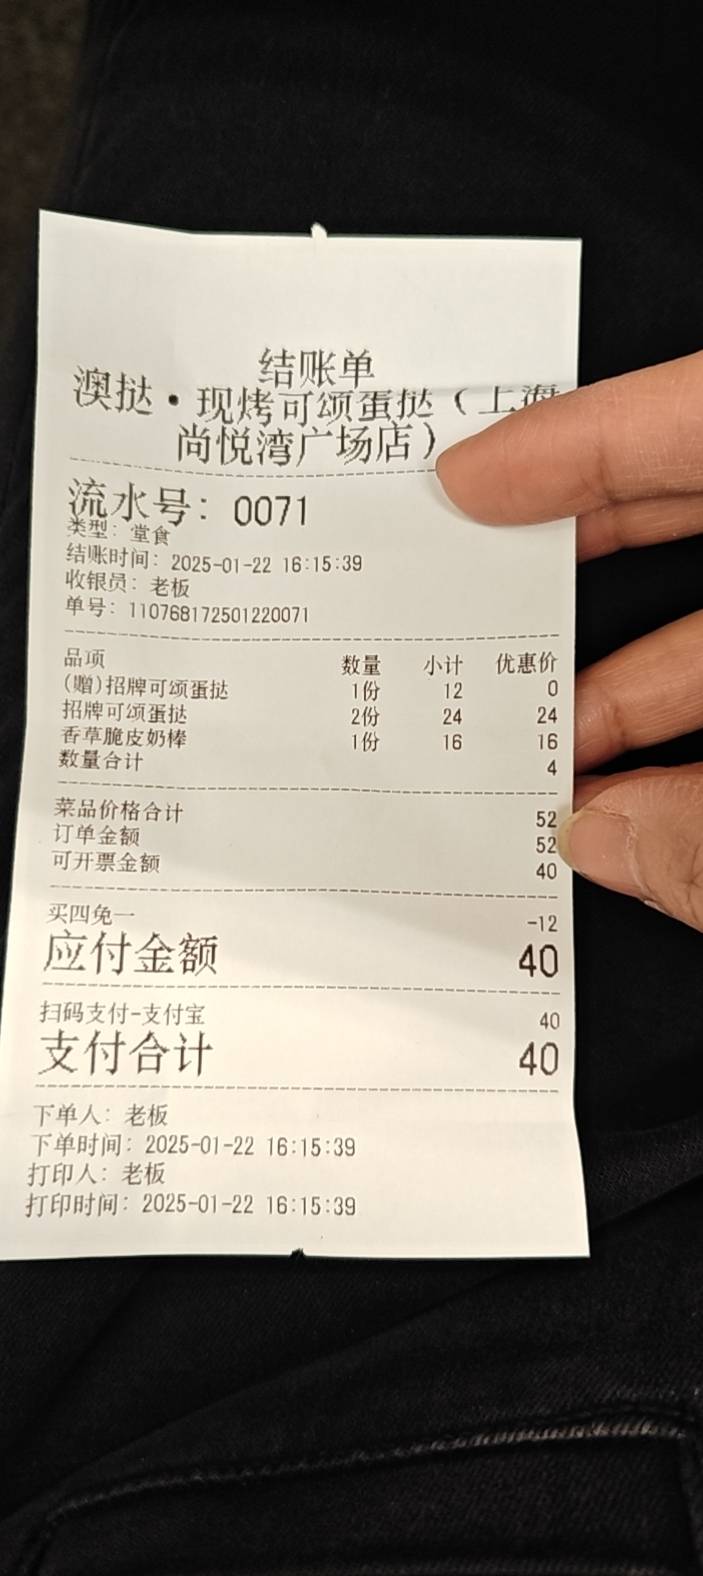 结账单
澳挞·现烤可颂蛋挞（上海
尚悦湾广场店）
流水号：0071
类型：堂食
结账时间：2025-01-22 16:15:39
收银员：老板
单号：110768172501220071
品项 数量 小计 优惠价
(赠)招牌可颂蛋挞 1份 12 0
招牌可颂蛋挞 2份 24 24
香草脆皮奶棒 1份 16 16
数量合计 4
菜品价格合计 52
订单金额 52
可开票金额 40
买四免一 -12
应付金额 40
扫码支付-支付宝 40
支付合计 40
下单人：老板
下单时间：2025-01-22 16:15:39
打印人：老板
打印时间：2025-01-22 16:15:39